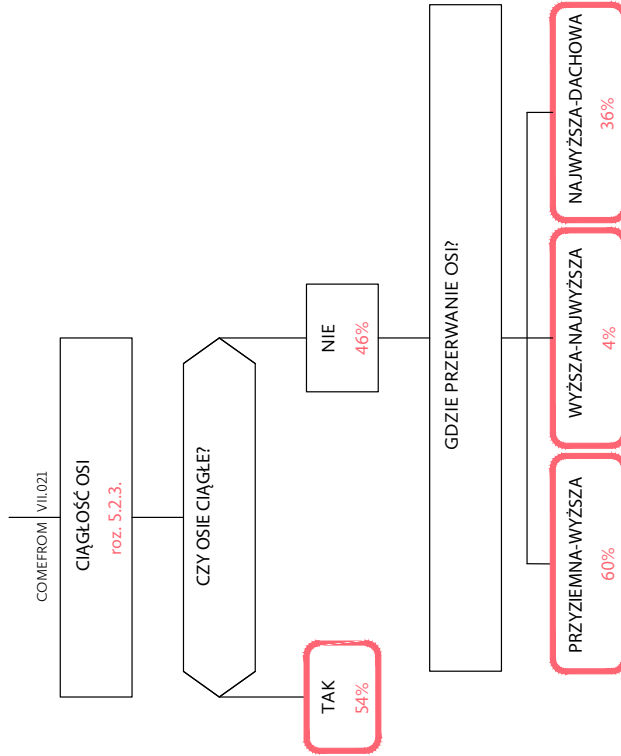 COMEFROM VII.021
CIĄGŁOŚĆ OSI
roz. 5.2.3.
CZY OSIE CIĄGŁE?
TAK
54%
NIE
46%
GDZIE PRZERWANIE OSI?
PRZYZIEMNA-WYŻSZA
60%
WYŻSZA-NAJWYŻSZA
4%
NAJWYŻSZA-DACHOWA
36%